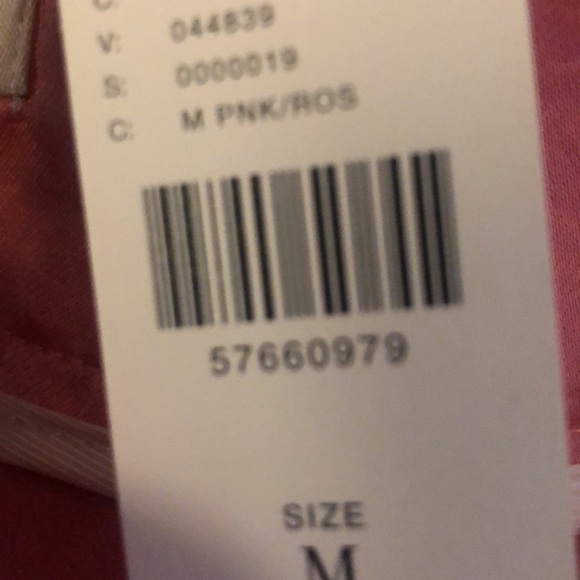 C:
V: 044839
S: 0000019
C: M PNK/ROS
57660979
SIZE
M